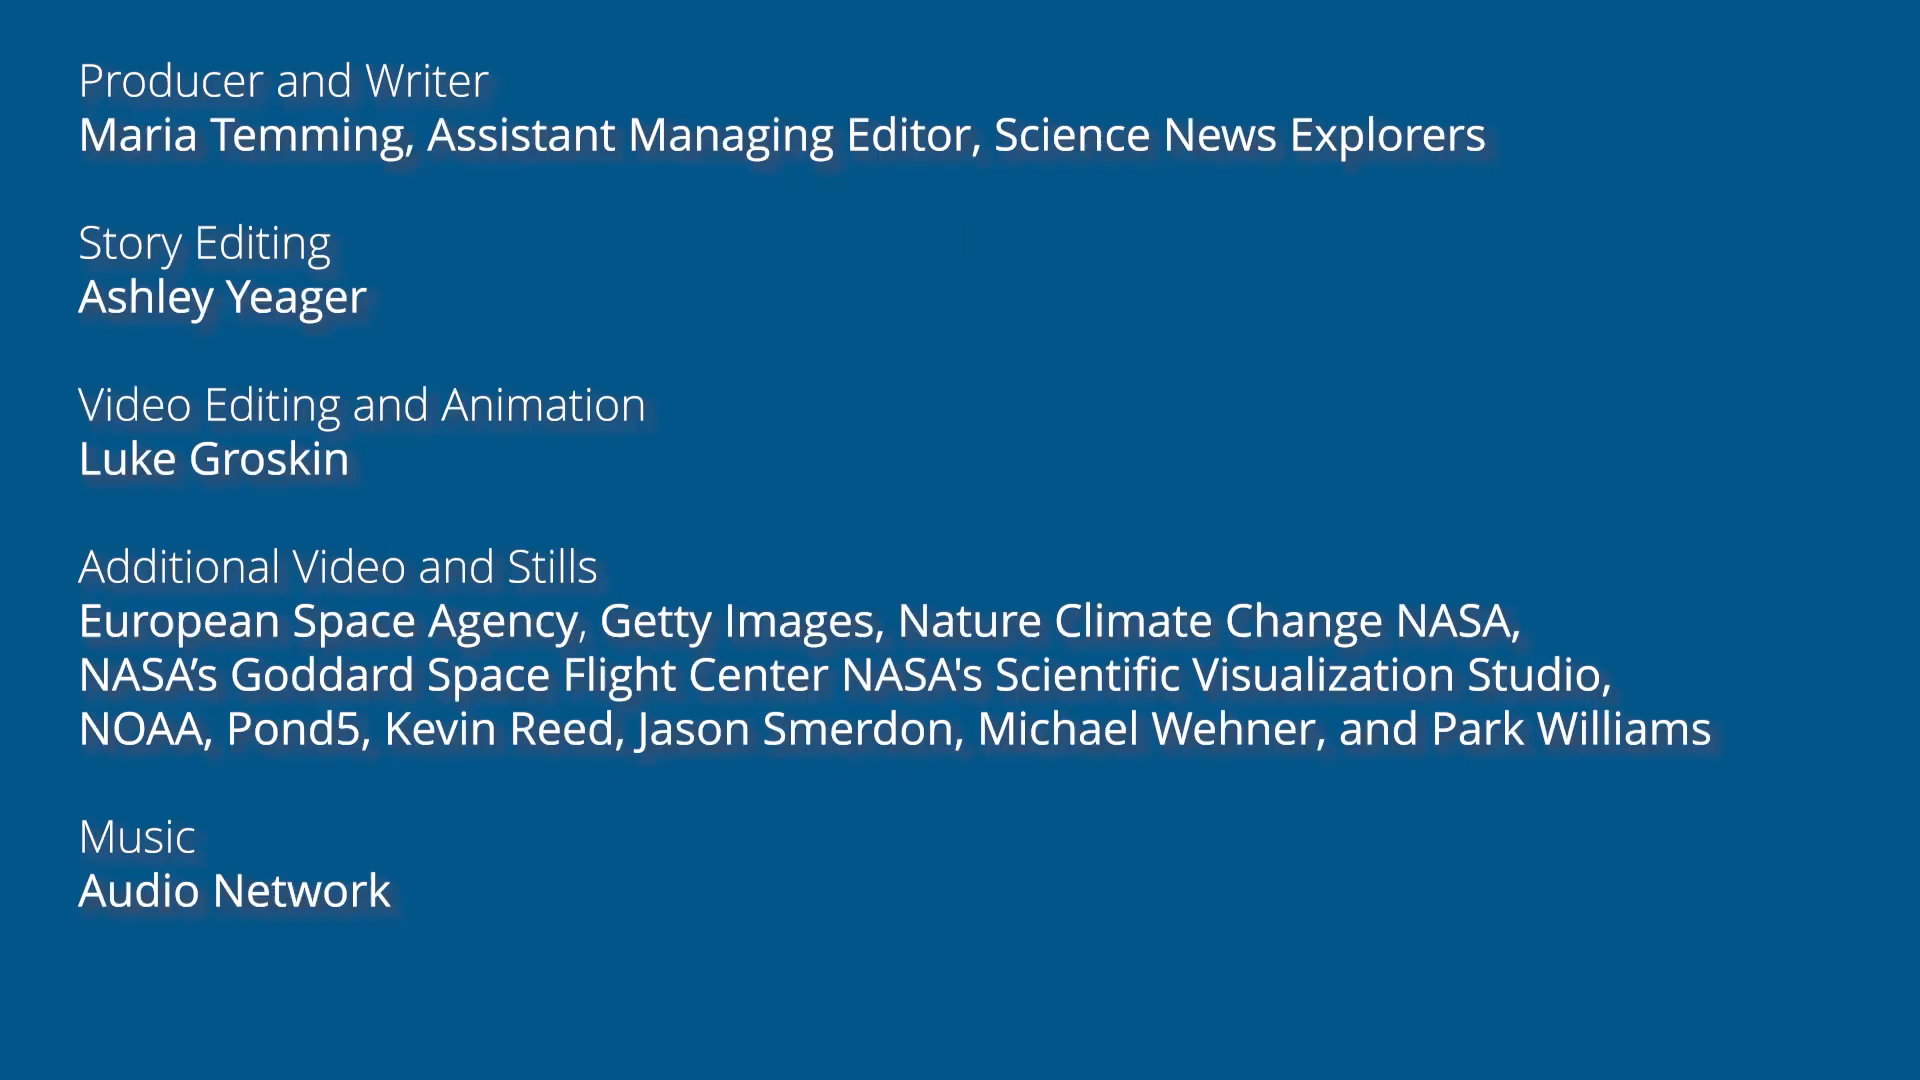 Producer and Writer
Maria Temming, Assistant Managing Editor, Science News Explorers
Story Editing
Ashley Yeager
Video Editing and Animation
Luke Groskin
Additional Video and Stills
European Space Agency, Getty Images, Nature Climate Change NASA,
NASA’s Goddard Space Flight Center NASA's Scientific Visualization Studio,
NOAA, Pond5, Kevin Reed, Jason Smerdon, Michael Wehner, and Park Williams
Music
Audio Network